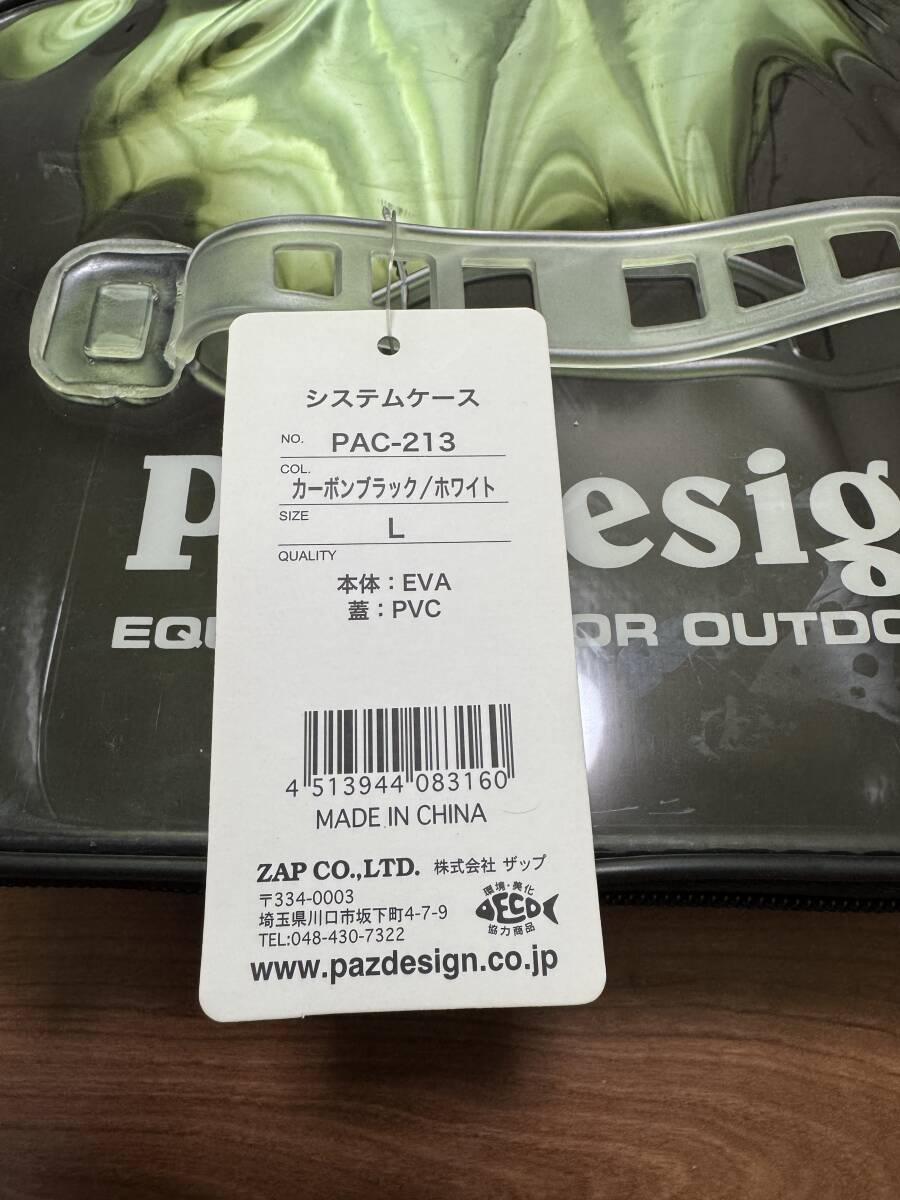 システムケース
NO. PAC-213
COL. カーボンブラック/ホワイト
SIZE L
QUALITY
本体：EVA
蓋：PVC
4 513944 083160
MADE IN CHINA
ZAP CO.,LTD. 株式会社 ザップ
〒334-0003
埼玉県川口市坂下町4-7-9
TEL:048-430-7322
www.pazdesign.co.jp
環境・美化
ECO
協力商品
P esig
EQU OR OUTDO